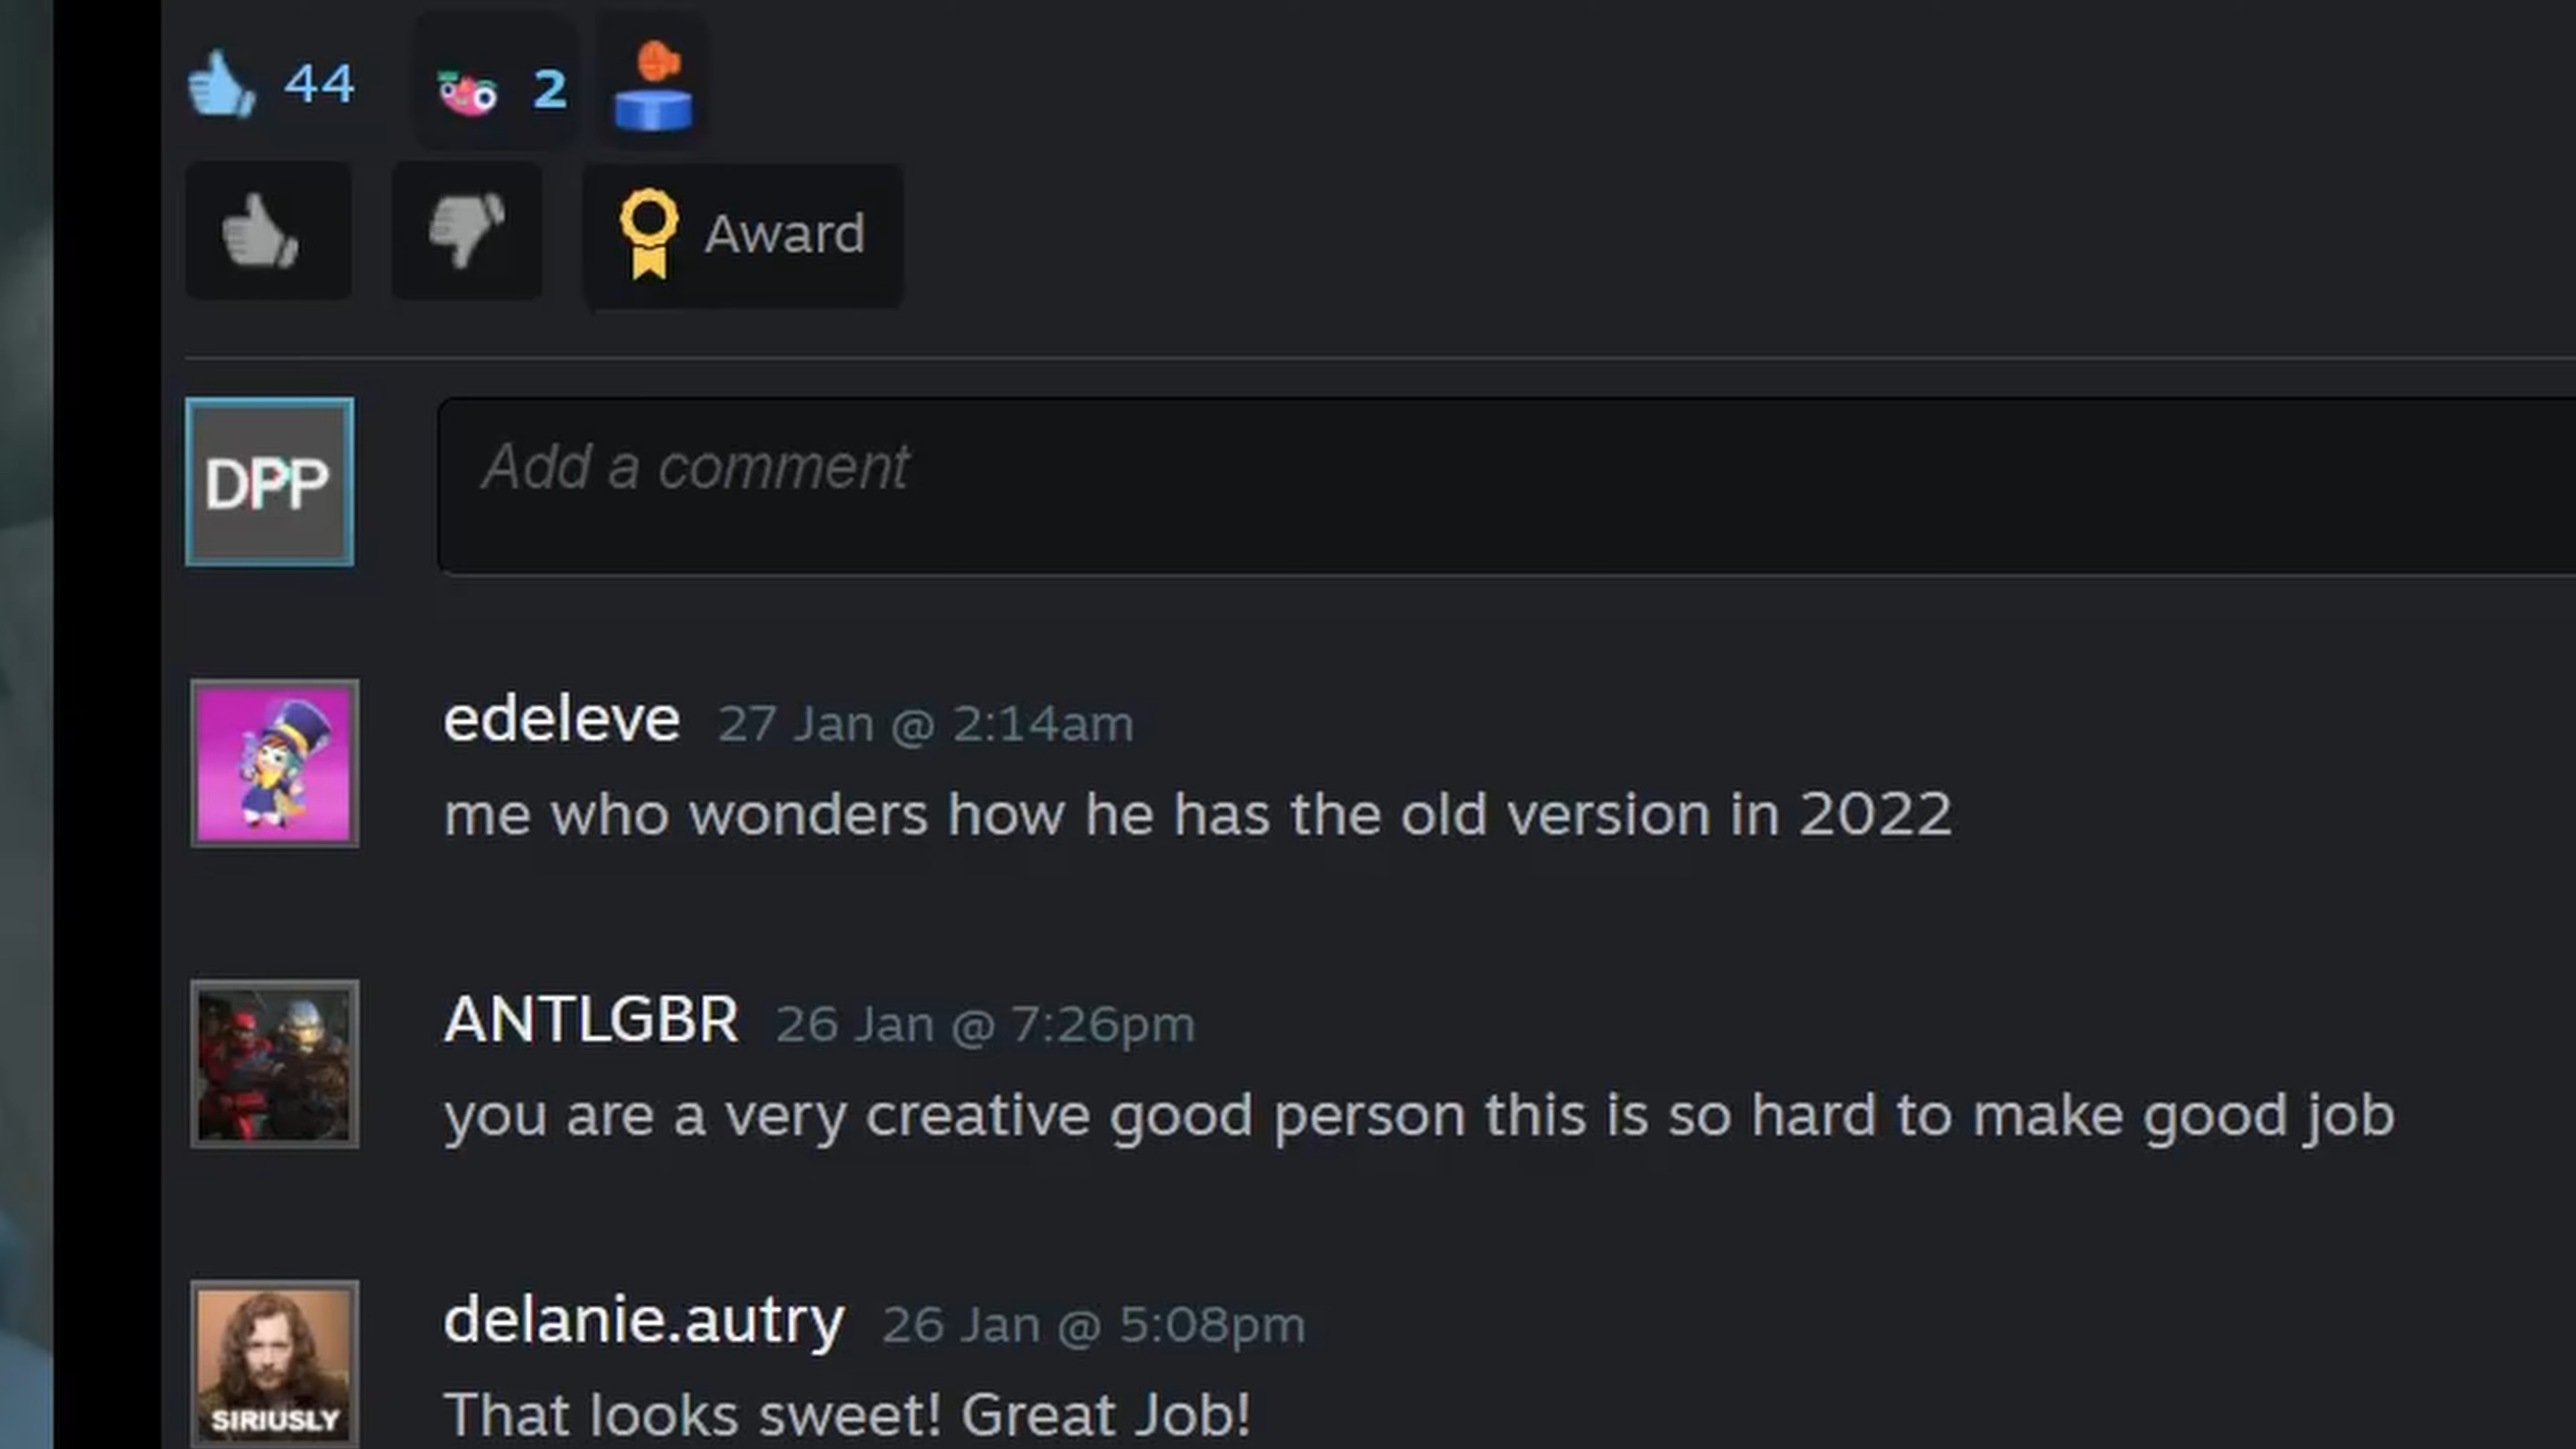 44 2
Award
DPP Add a comment
edeleve 27 Jan @ 2:14am
me who wonders how he has the old version in 2022
ANTLGBR 26 Jan @ 7:26pm
you are a very creative good person this is so hard to make good job
delanie.autry 26 Jan @ 5:08pm
That looks sweet! Great Job!
SIRIUSLY